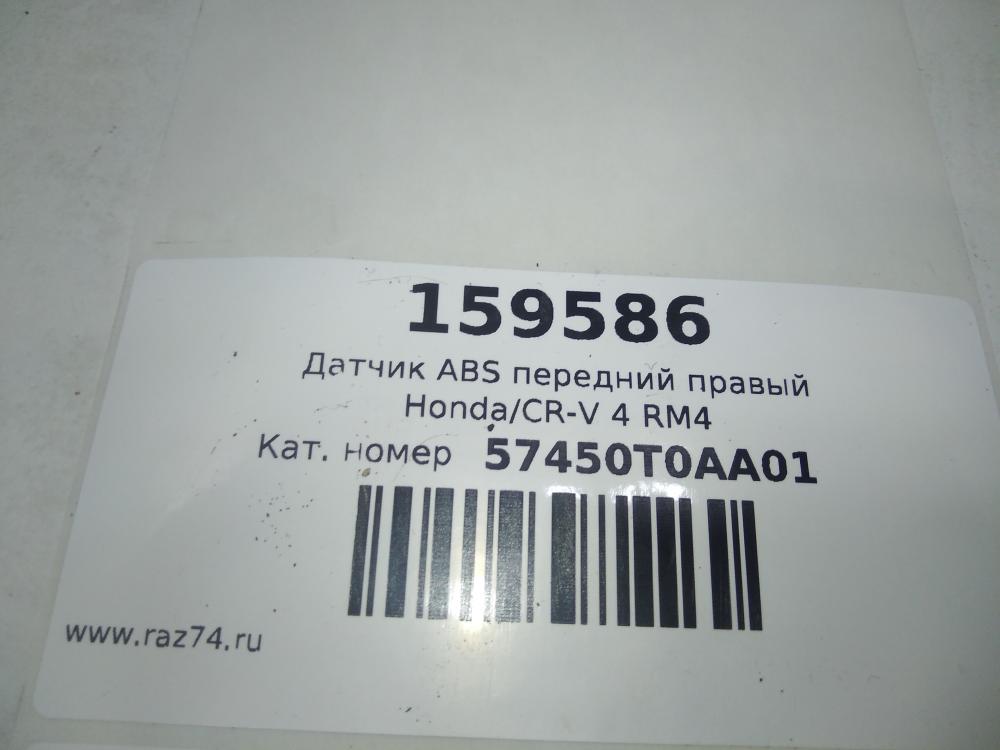 159586
Датчик ABS передний правый
Honda/CR-V 4 RM4
Кат. номер 57450T0AA01
www.raz74.ru